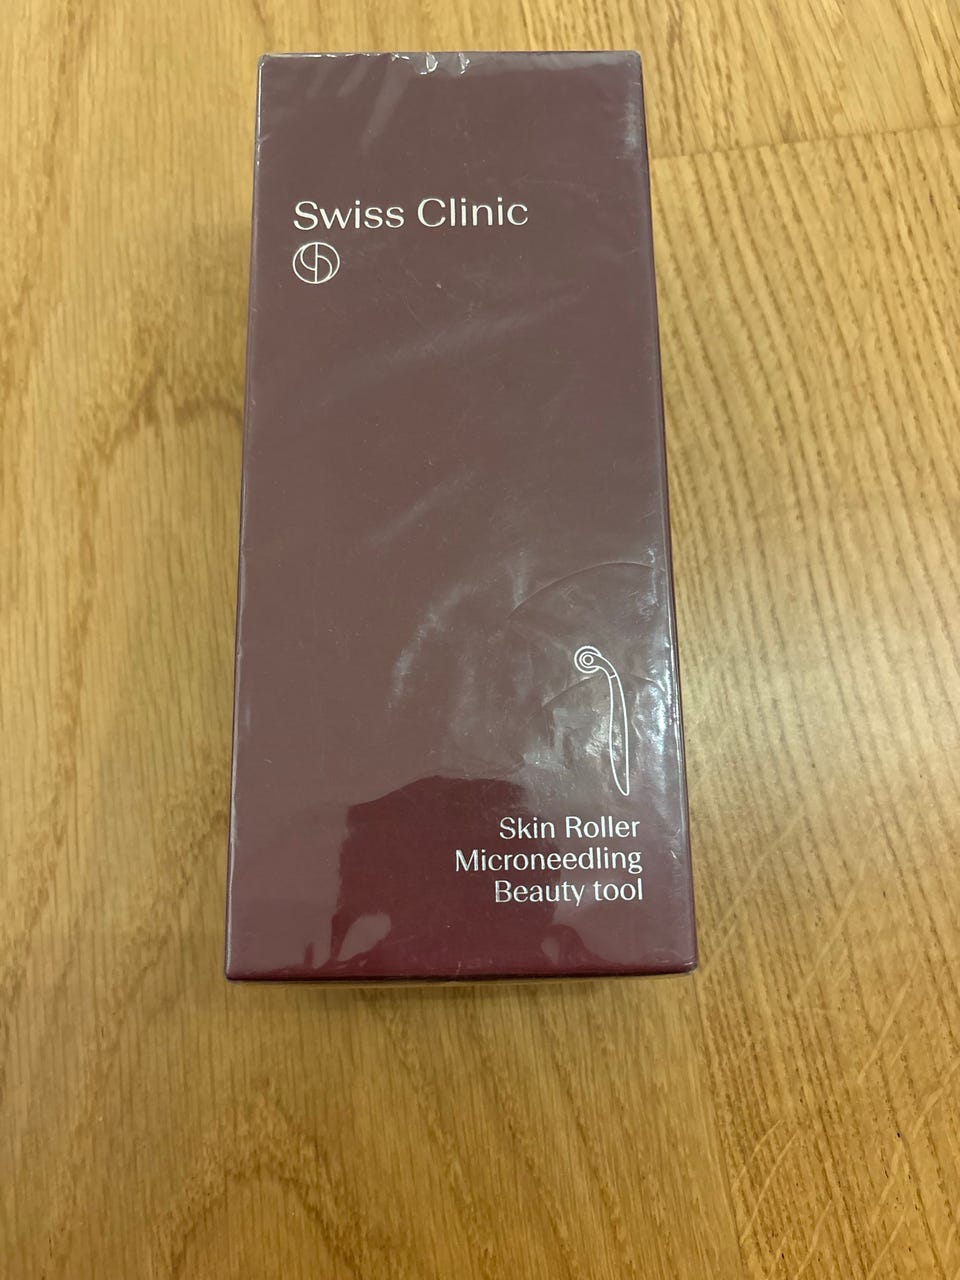 Swiss Clinic
Skin Roller
Microneedling
Beauty tool